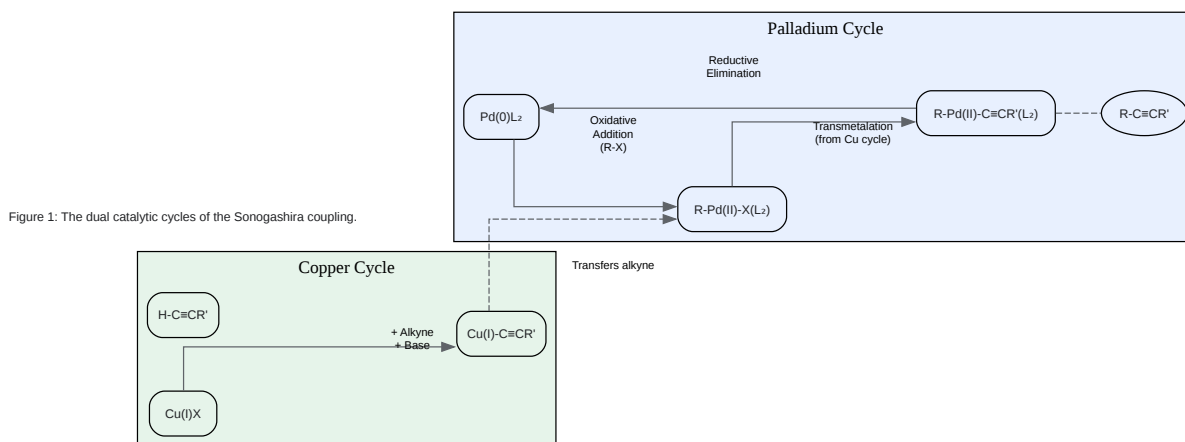 Palladium Cycle
Reductive
Elimination
Pd(0)L₂
Oxidative
Addition
(R-X)
Transmetalation
(from Cu cycle)
R-Pd(II)-C≡CR'(L₂)
R-C≡CR'
R-Pd(II)-X(L₂)
Figure 1: The dual catalytic cycles of the Sonogashira coupling.
Copper Cycle
Transfers alkyne
H-C≡CR'
+ Alkyne
+ Base
Cu(I)-C≡CR'
Cu(I)X